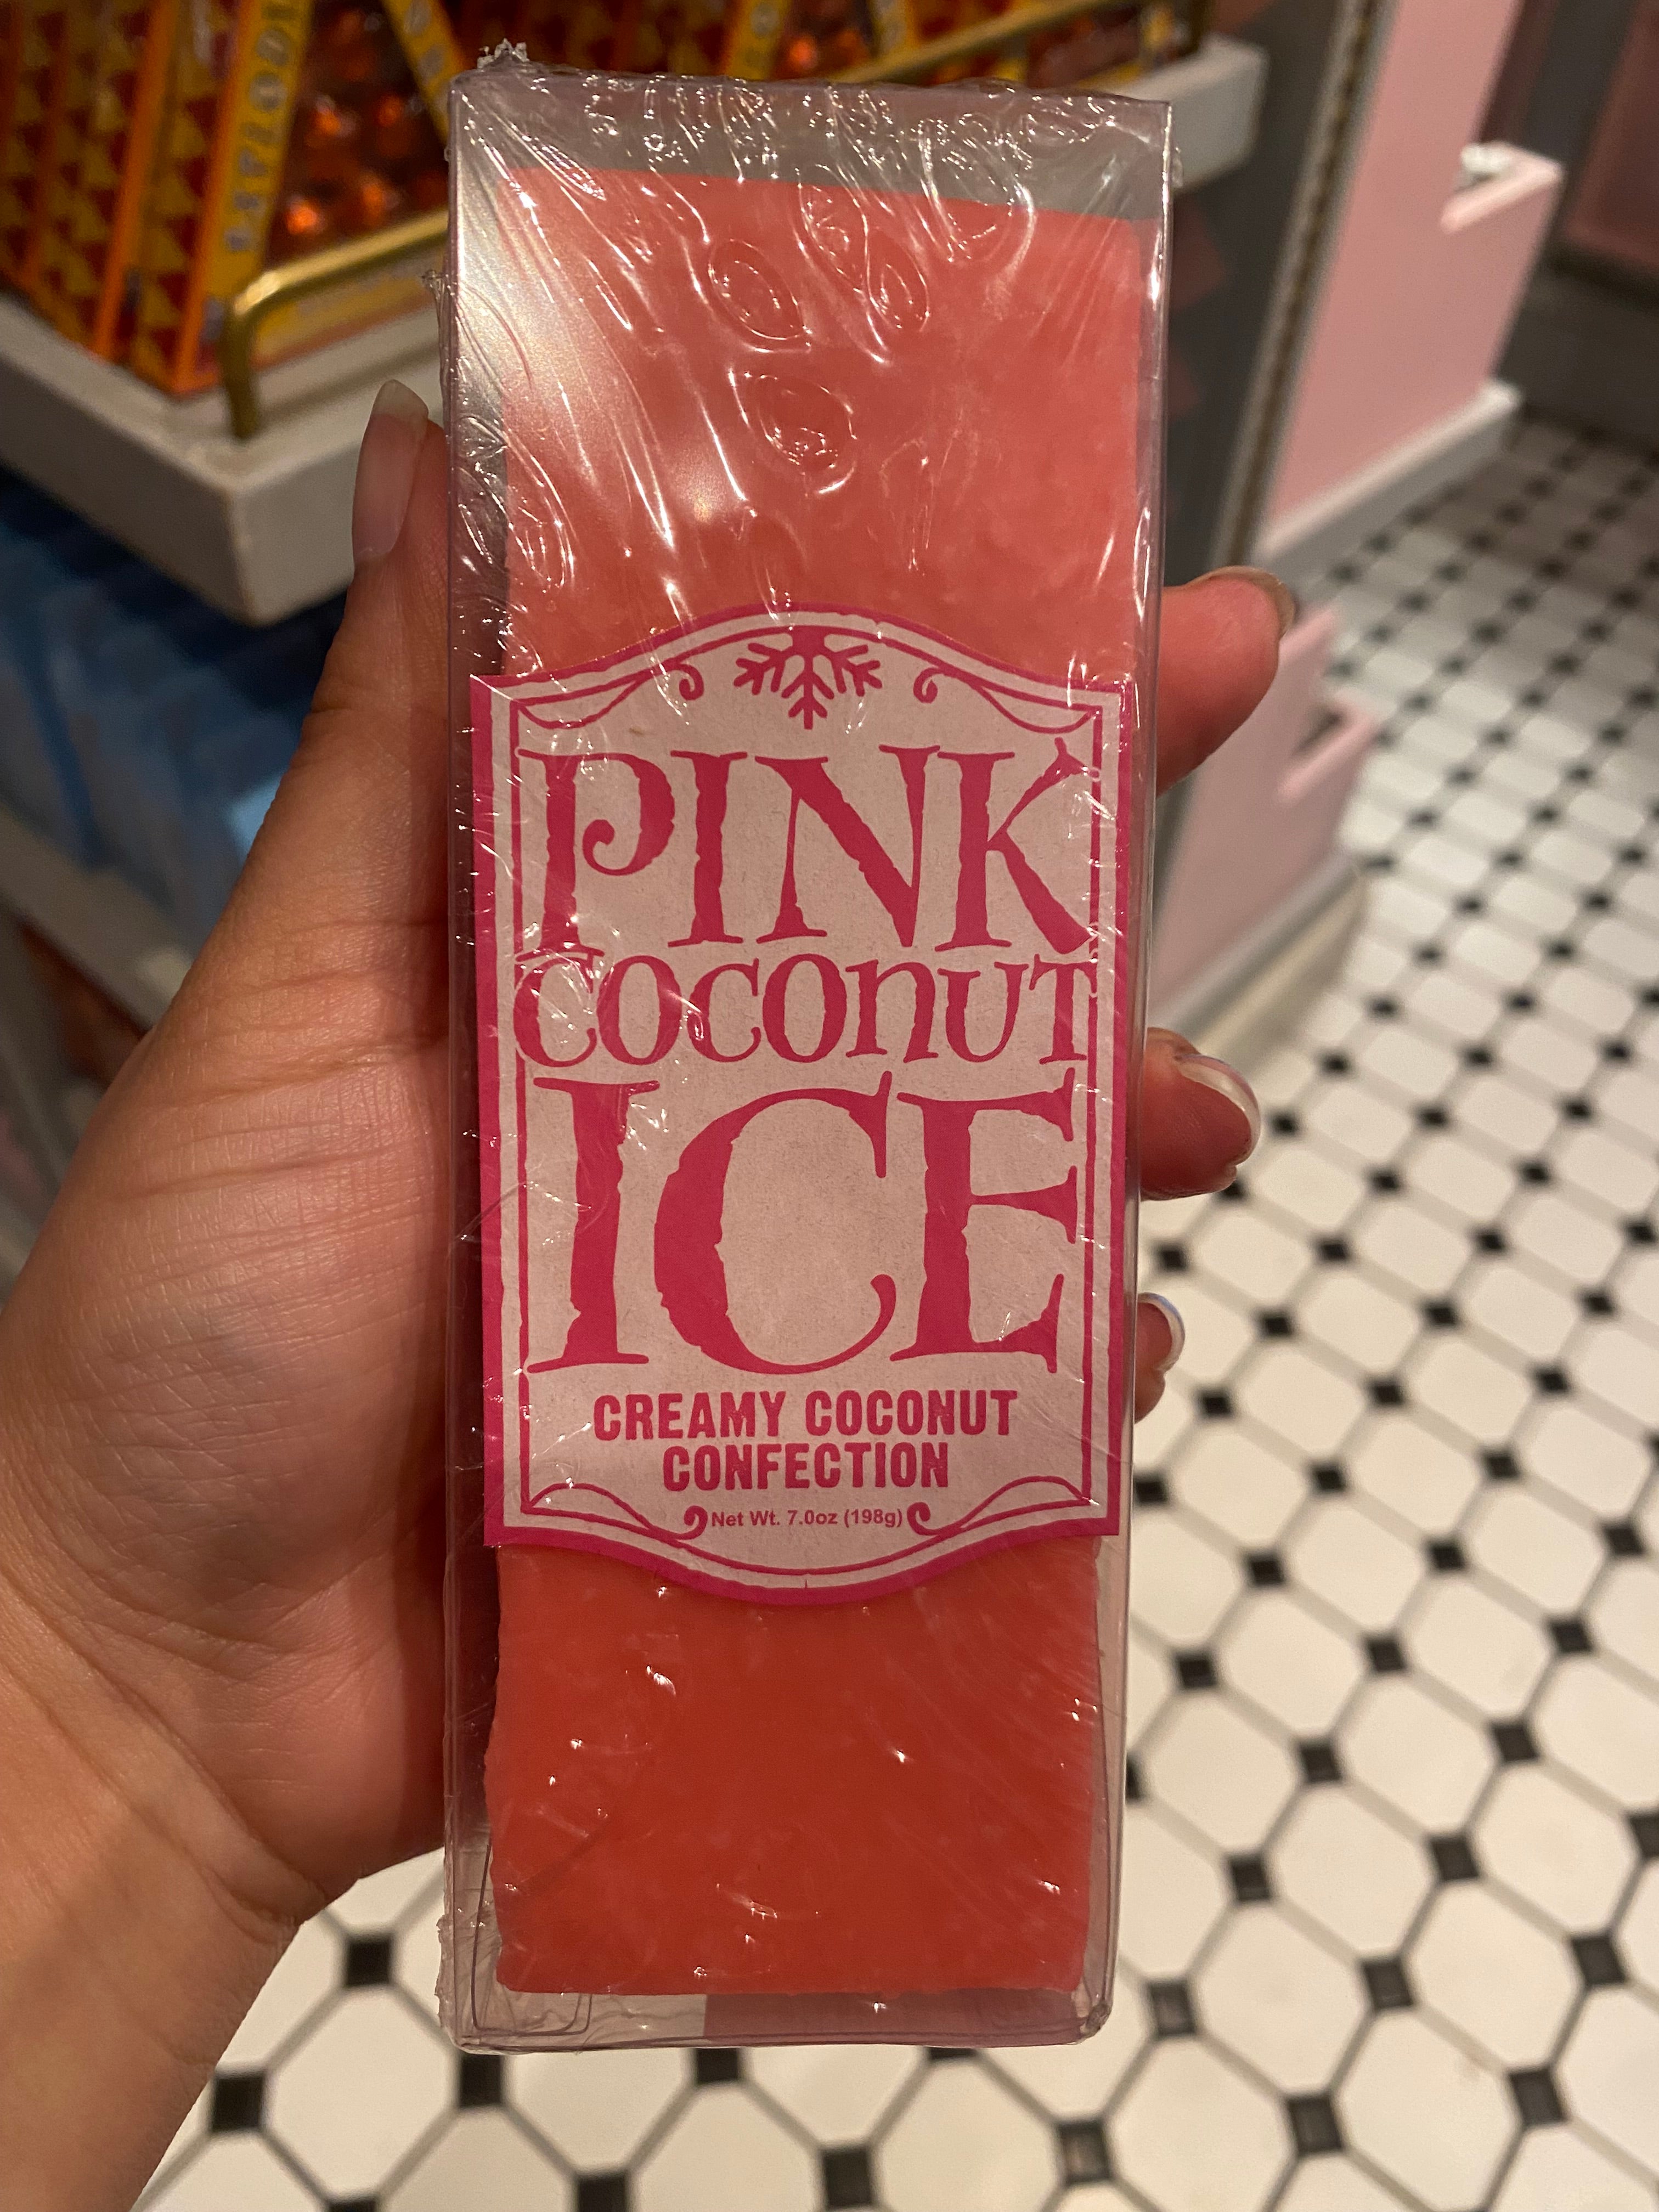 PINK
COCONUT
ICE
CREAMY COCONUT
CONFECTION
Net Wt. 7.0oz (198g)